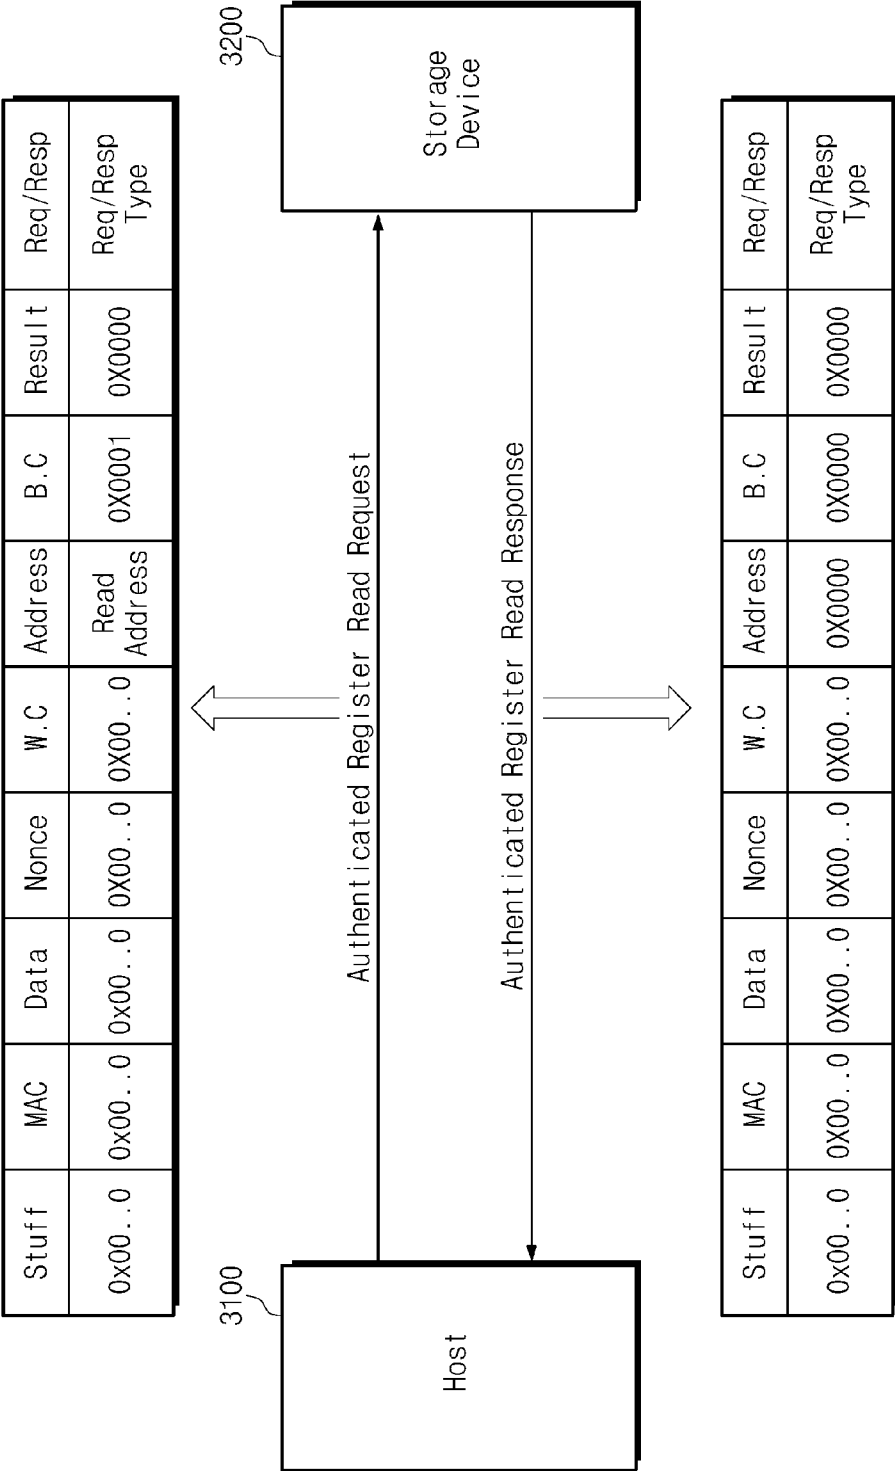 Stuff MAC Data Nonce W.C Address B.C Result Req/Resp
0x00..0 0x00..0 0x00..0 0X00..0 0X00..0 Read Address 0X0001 0X0000 Req/Resp Type
3100
3200
Host
Authenticated Register Read Request
Authenticated Register Read Response
Storage
Device
Stuff MAC Data Nonce W.C Address B.C Result Req/Resp
0x00..0 0X00..0 0X00..0 0X00..0 0X00..0 0X0000 0X0000 0X0000 Req/Resp Type